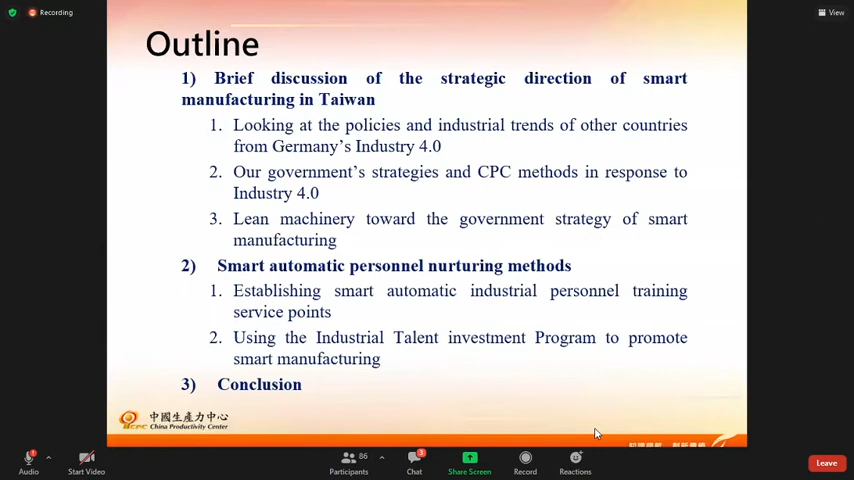 Recording
View
Outline
1) Brief discussion of the strategic direction of smart
manufacturing in Taiwan
1. Looking at the policies and industrial trends of other countries
from Germany's Industry 4.0
2. Our government's strategies and CPC methods in response to
Industry 4.0
3. Lean machinery toward the government strategy of smart
manufacturing
2) Smart automatic personnel nurturing methods
1. Establishing smart automatic industrial personnel training
service points
2. Using the Industrial Talent investment Program to promote
smart manufacturing
3) Conclusion
CPC
中國生產力中心
China Productivity Center
86
3
Audio
Start Video
Participants
Chat
Share Screen
Record
Reactions
Leave